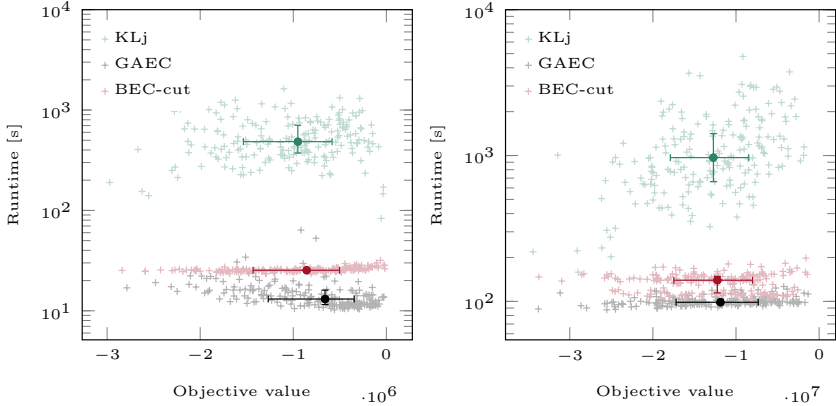 10^4
10^3
10^2
10^1
Runtime [s]
KLj
GAEC
BEC-cut
−3 −2 −1 0
Objective value ·10^6
10^4
10^3
10^2
Runtime [s]
KLj
GAEC
BEC-cut
−3 −2 −1 0
Objective value ·10^7